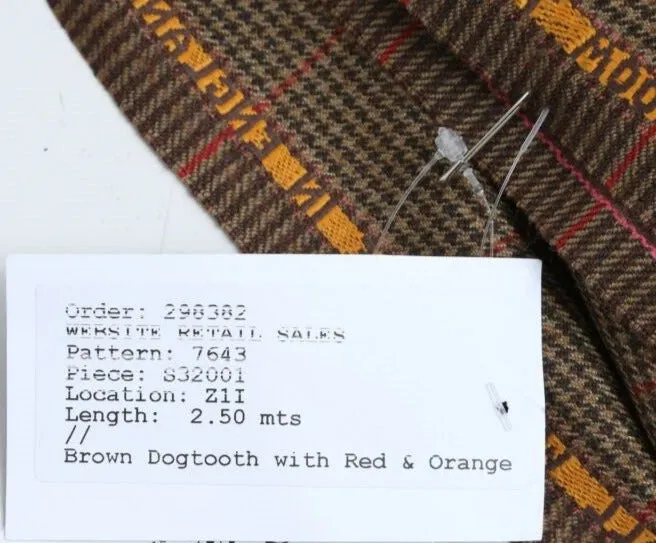 Order: 298382
WEBSITE RETAIL SALES
Pattern: 7643
Piece: S32001
Location: Z1I
Length: 2.50 mts
//
Brown Dogtooth with Red & Orange